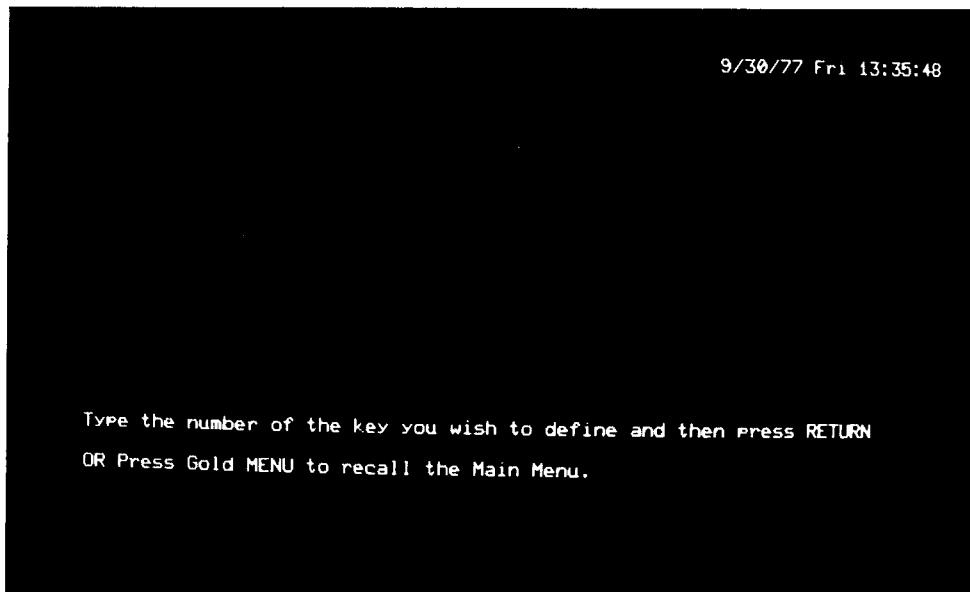 9/30/77 Fri 13:35:48
Type the number of the key you wish to define and then press RETURN
OR Press Gold MENU to recall the Main Menu.